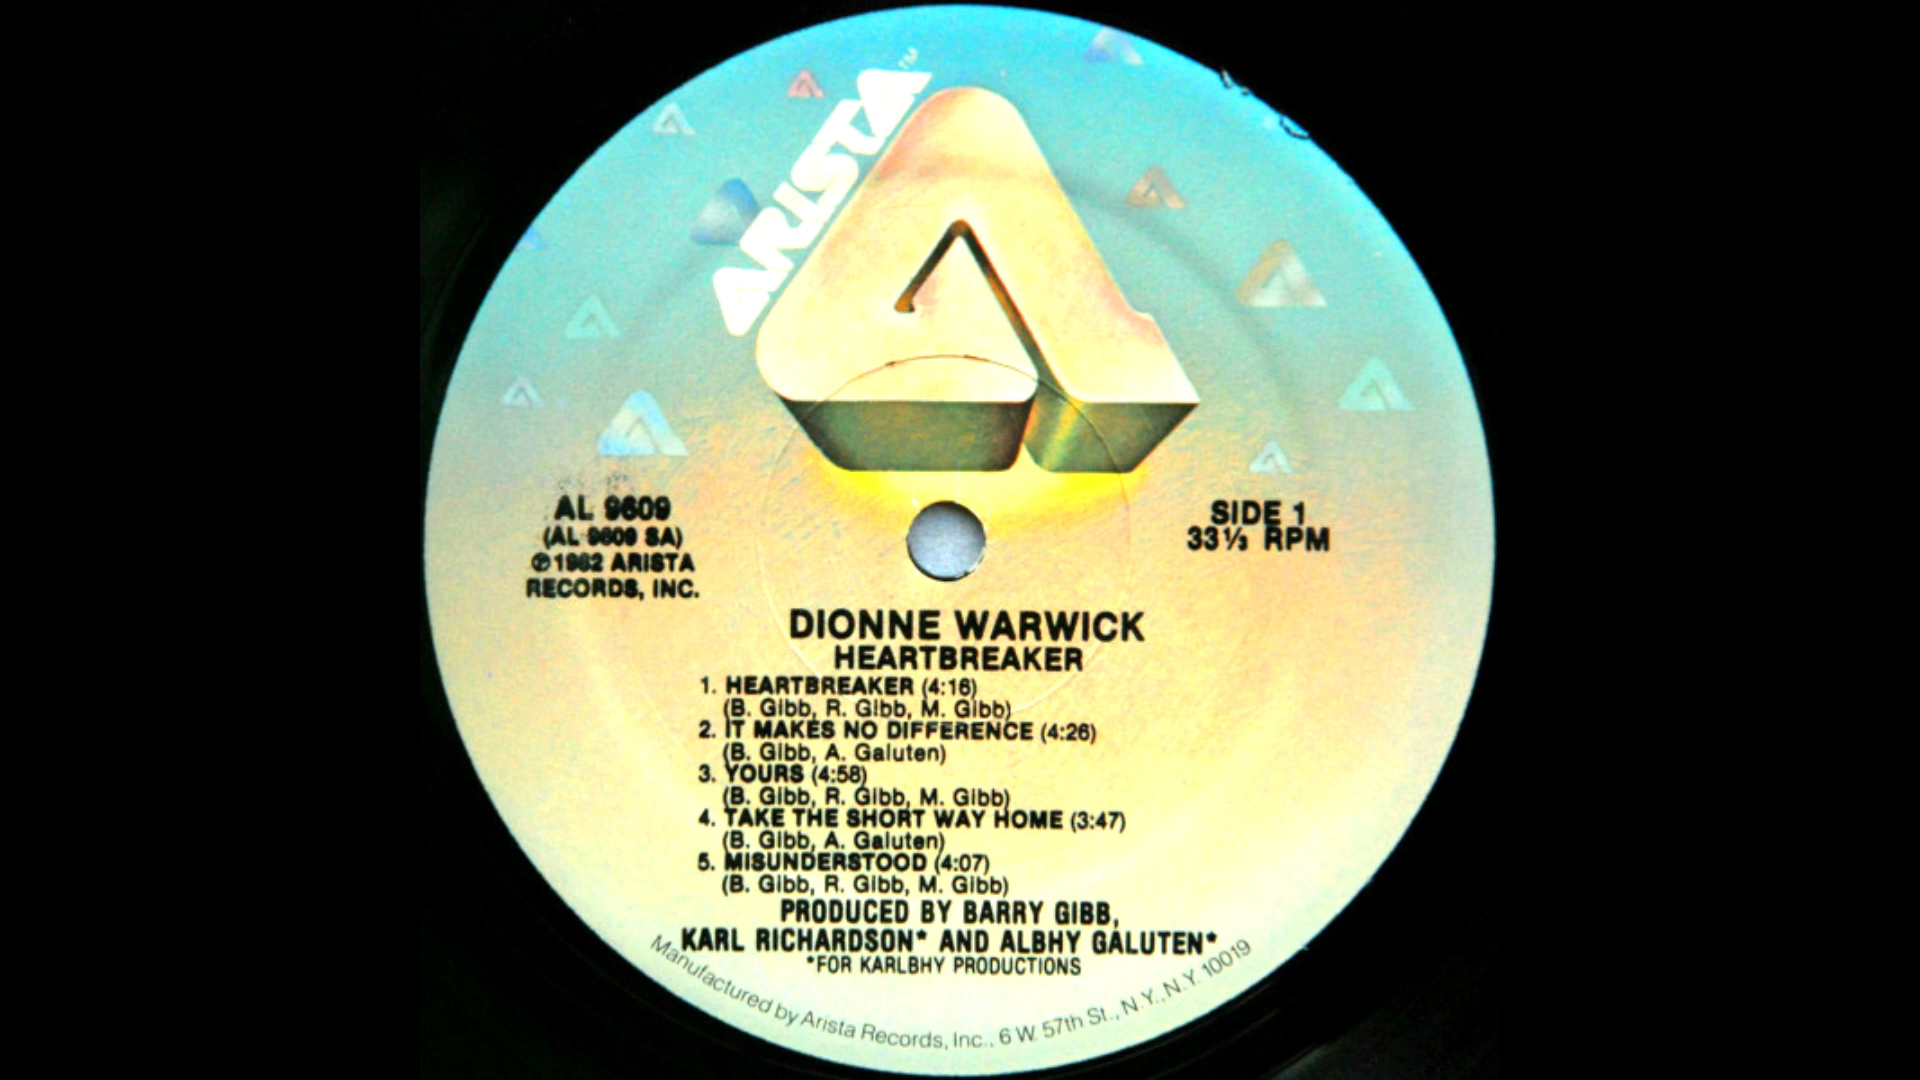 ARISTA™
AL 9609
(AL 9609 SA)
℗1982 ARISTA
RECORDS, INC.
SIDE 1
33⅓ RPM
DIONNE WARWICK
HEARTBREAKER
1. HEARTBREAKER (4:16)
(B. Gibb, R. Gibb, M. Gibb)
2. IT MAKES NO DIFFERENCE (4:26)
(B. Gibb, A. Galuten)
3. YOURS (4:58)
(B. Gibb, R. Gibb, M. Gibb)
4. TAKE THE SHORT WAY HOME (3:47)
(B. Gibb, A. Galuten)
5. MISUNDERSTOOD (4:07)
(B. Gibb, R. Gibb, M. Gibb)
PRODUCED BY BARRY GIBB,
KARL RICHARDSON* AND ALBHY GALUTEN*
*FOR KARLBHY PRODUCTIONS
Manufactured by Arista Records, Inc., 6 W. 57th St., N.Y., N.Y. 10019